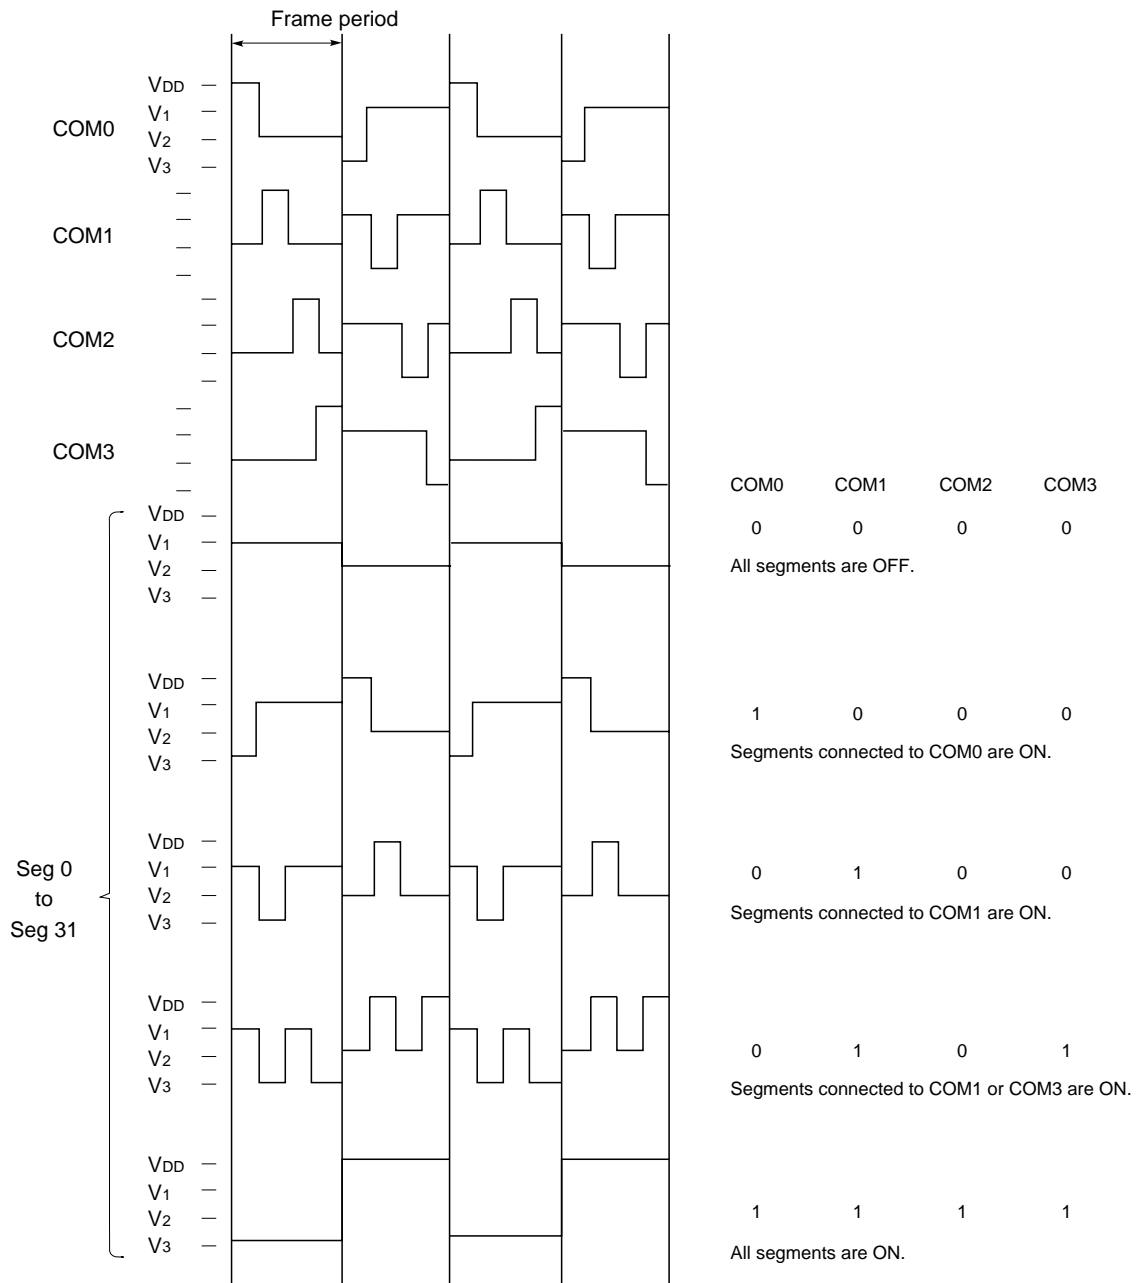 Frame period
VDD
V1
COM0
V2
V3
COM1
COM2
COM3
COM0 COM1 COM2 COM3
VDD
0 0 0 0
V1
V2
All segments are OFF.
V3
VDD
V1
1 0 0 0
V2
Segments connected to COM0 are ON.
V3
VDD
V1
0 1 0 0
V2
Segments connected to COM1 are ON.
V3
Seg 0
to
Seg 31
VDD
V1
V2
0 1 0 1
V3
Segments connected to COM1 or COM3 are ON.
VDD
V1
V2
1 1 1 1
V3
All segments are ON.